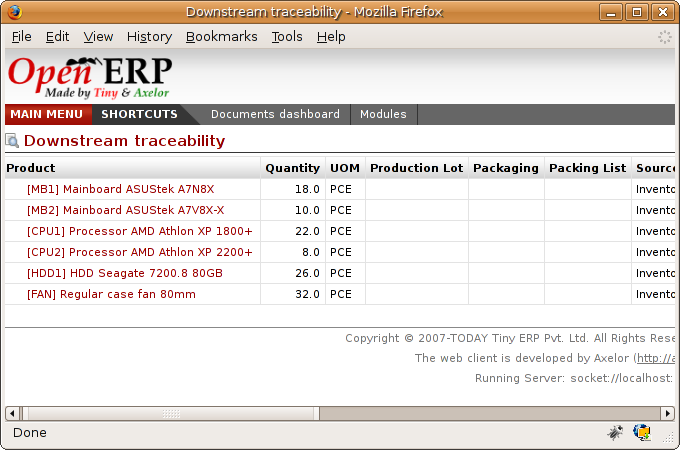 Downstream traceability - Mozilla Firefox
File Edit View History Bookmarks Tools Help
Open ERP
Made by Tiny & Axelor
MAIN MENU SHORTCUTS Documents dashboard Modules
Downstream traceability
Product Quantity UOM Production Lot Packaging Packing List Source
[MB1] Mainboard ASUStek A7N8X 18.0 PCE Invento
[MB2] Mainboard ASUStek A7V8X-X 10.0 PCE Invento
[CPU1] Processor AMD Athlon XP 1800+ 22.0 PCE Invento
[CPU2] Processor AMD Athlon XP 2200+ 8.0 PCE Invento
[HDD1] HDD Seagate 7200.8 80GB 26.0 PCE Invento
[FAN] Regular case fan 80mm 32.0 PCE Invento
Copyright © 2007-TODAY Tiny ERP Pvt. Ltd. All Rights Rese
The web client is developed by Axelor (http://a
Running Server: socket://localhost:
Done